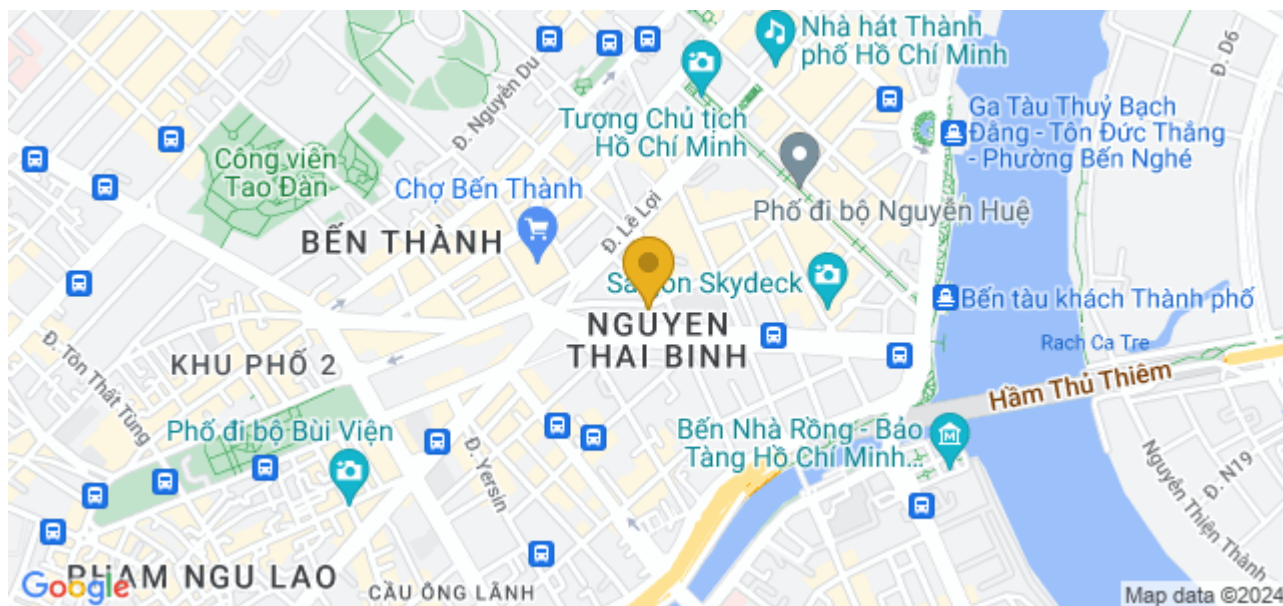 Nhà hát Thành
phố Hồ Chí Minh
Đ. D6
Đ. Nguyễn Du
Tượng Chủ tịch
Hồ Chí Minh
Ga Tàu Thuỷ Bạch
Đằng - Tôn Đức Thắng
- Phường Bến Nghé
Công viên
Tao Đàn
Chợ Bến Thành
Phố đi bộ Nguyễn Huệ
BẾN THÀNH
Đ. Lê Lợi
Saigon Skydeck
Bến tàu khách Thành phố
NGUYEN
THAI BINH
Rach Ca Tre
Đ. Tôn Thất Tùng
KHU PHỐ 2
Hầm Thủ Thiêm
Phố đi bộ Bùi Viện
Đ. Yersin
Bến Nhà Rồng - Bảo
Tàng Hồ Chí Minh...
Đ. N19
Nguyễn Thiện Thành
PHAM NGU LAO
Google
CẦU ÔNG LÃNH
Map data ©2024